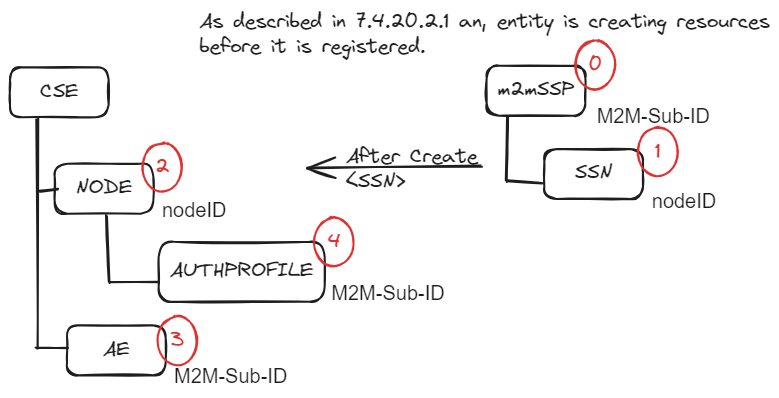 As described in 7.4.20.2.1 an, entity is creating resources
before it is registered.
CSE
m2mSSP
0
M2M-Sub-ID
After Create
<SSN>
SSN
1
nodeID
NODE
2
nodeID
AUTHPROFILE
4
M2M-Sub-ID
AE
3
M2M-Sub-ID